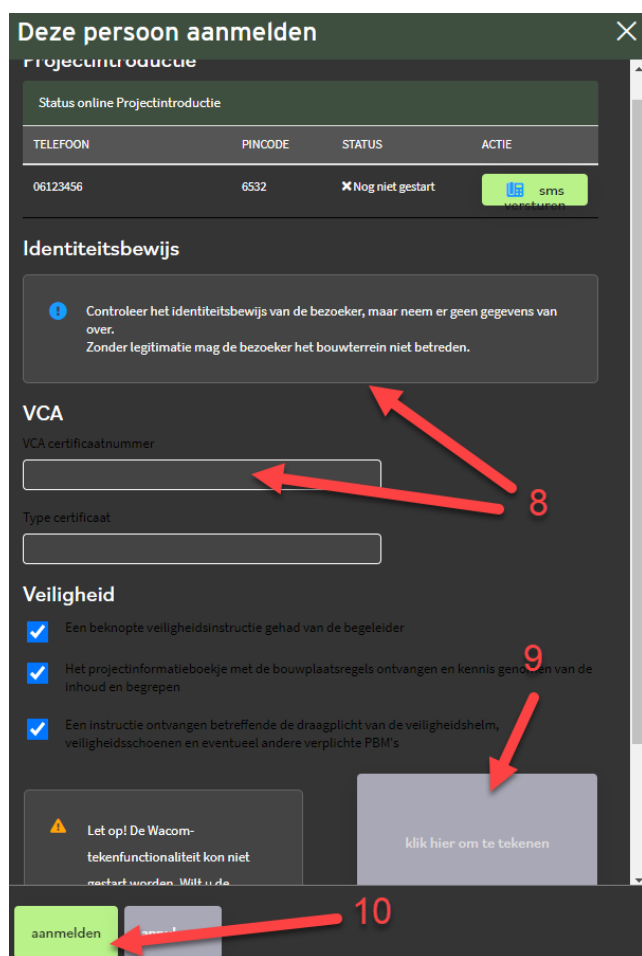 Deze persoon aanmelden
Projectintroductie
Status online Projectintroductie
TELEFOON PINCODE STATUS ACTIE
06123456 6532 Nog niet gestart sms
versturen
Identiteitsbewijs
Controleer het identiteitsbewijs van de bezoeker, maar neem er geen gegevens van
over.
Zonder legitimatie mag de bezoeker het bouwterrein niet betreden.
VCA
VCA certificaatnummer
8
Type certificaat
Veiligheid
Een beknopte veiligheidsinstructie gehad van de begeleider
9
Het projectinformatieboekje met de bouwplaatsregels ontvangen en kennis genomen van de
inhoud en begrepen
Een instructie ontvangen betreffende de draagplicht van de veiligheidshelm,
veiligheidsschoenen en eventueel andere verplichte PBM's
Let op! De Wacom-
tekenfunctionaliteit kon niet
gestart worden. Wilt u de
klik hier om te tekenen
10
aanmelden